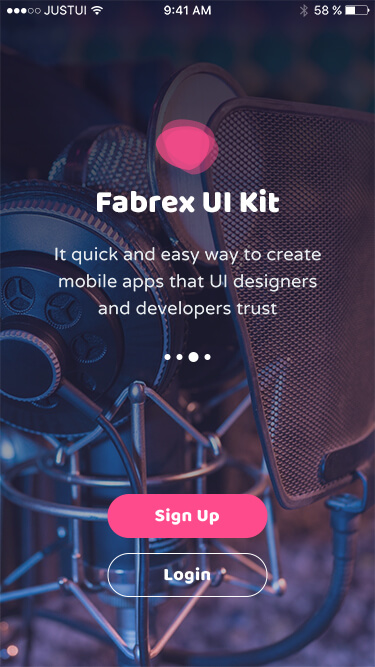 JUSTUI 9:41 AM 58 %
Fabrex UI Kit
It quick and easy way to create
mobile apps that UI designers
and developers trust
Sign Up
Login